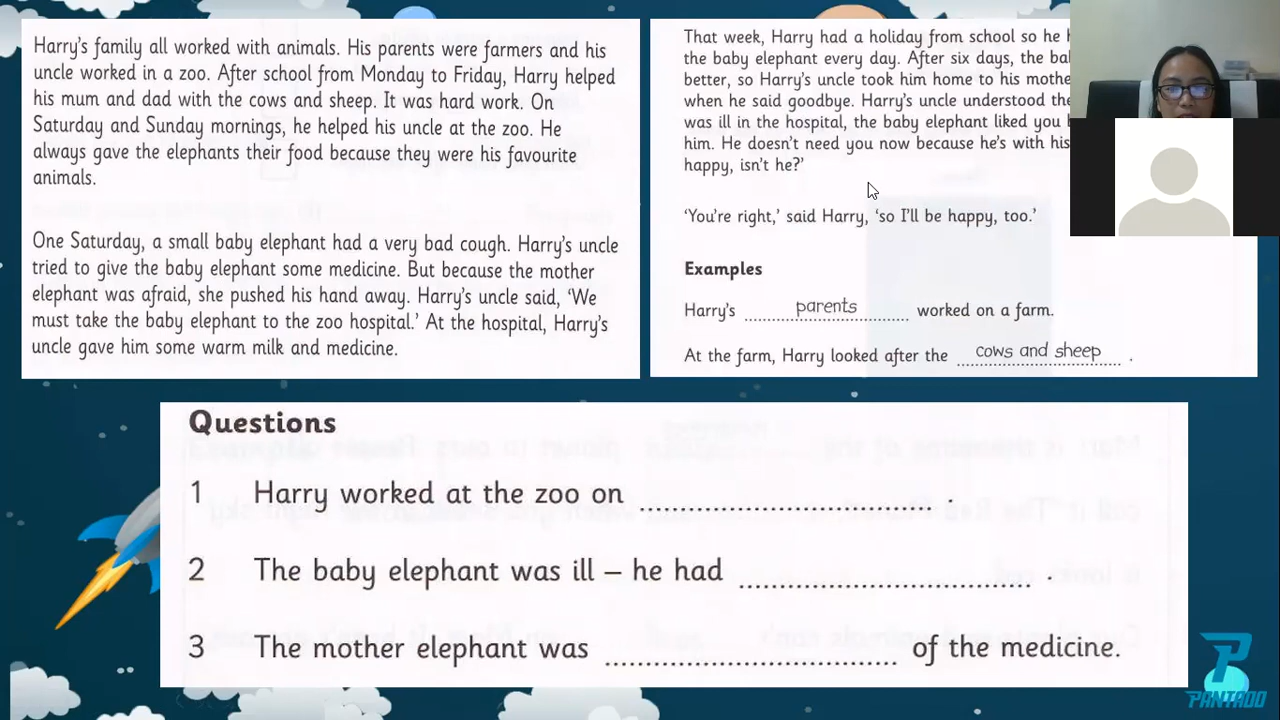 Harry's family all worked with animals. His parents were farmers and his
uncle worked in a zoo. After school from Monday to Friday, Harry helped
his mum and dad with the cows and sheep. It was hard work. On
Saturday and Sunday mornings, he helped his uncle at the zoo. He
always gave the elephants their food because they were his favourite
animals.
One Saturday, a small baby elephant had a very bad cough. Harry's uncle
tried to give the baby elephant some medicine. But because the mother
elephant was afraid, she pushed his hand away. Harry's uncle said, 'We
must take the baby elephant to the zoo hospital.' At the hospital, Harry's
uncle gave him some warm milk and medicine.
That week, Harry had a holiday from school so he
the baby elephant every day. After six days, the
better, so Harry's uncle took him home to his
when he said goodbye. Harry's uncle understood
was ill in the hospital, the baby elephant liked you
him. He doesn't need you now because he's with his
happy, isn't he?'
'You're right,' said Harry, 'so I'll be happy, too.'
Examples
Harry's parents worked on a farm.
At the farm, Harry looked after the cows and sheep .
Questions
1 Harry worked at the zoo on .
2 The baby elephant was ill – he had .
3 The mother elephant was of the medicine.
PANTADO